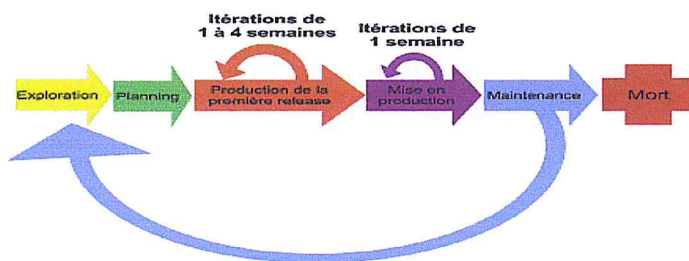 Itérations de
1 à 4 semaines
Itérations de
1 semaine
Exploration
Planning
Production de la
première release
Mise en
production
Maintenance
Mort